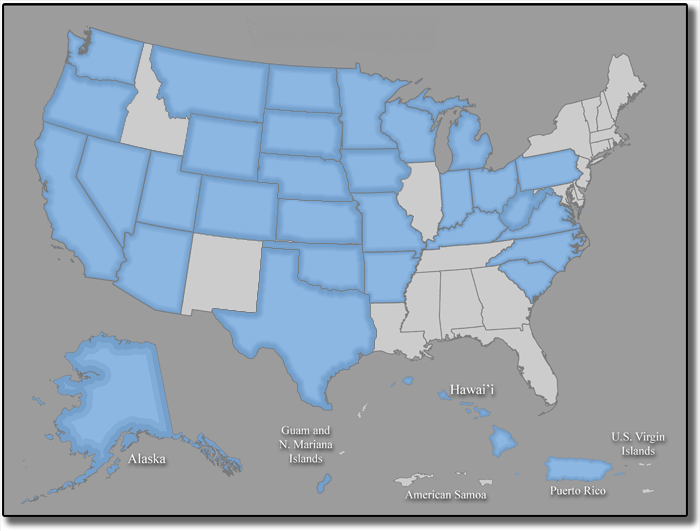 Hawai'i
Guam and
N. Mariana
Islands
Alaska
U.S. Virgin
Islands
American Samoa
Puerto Rico